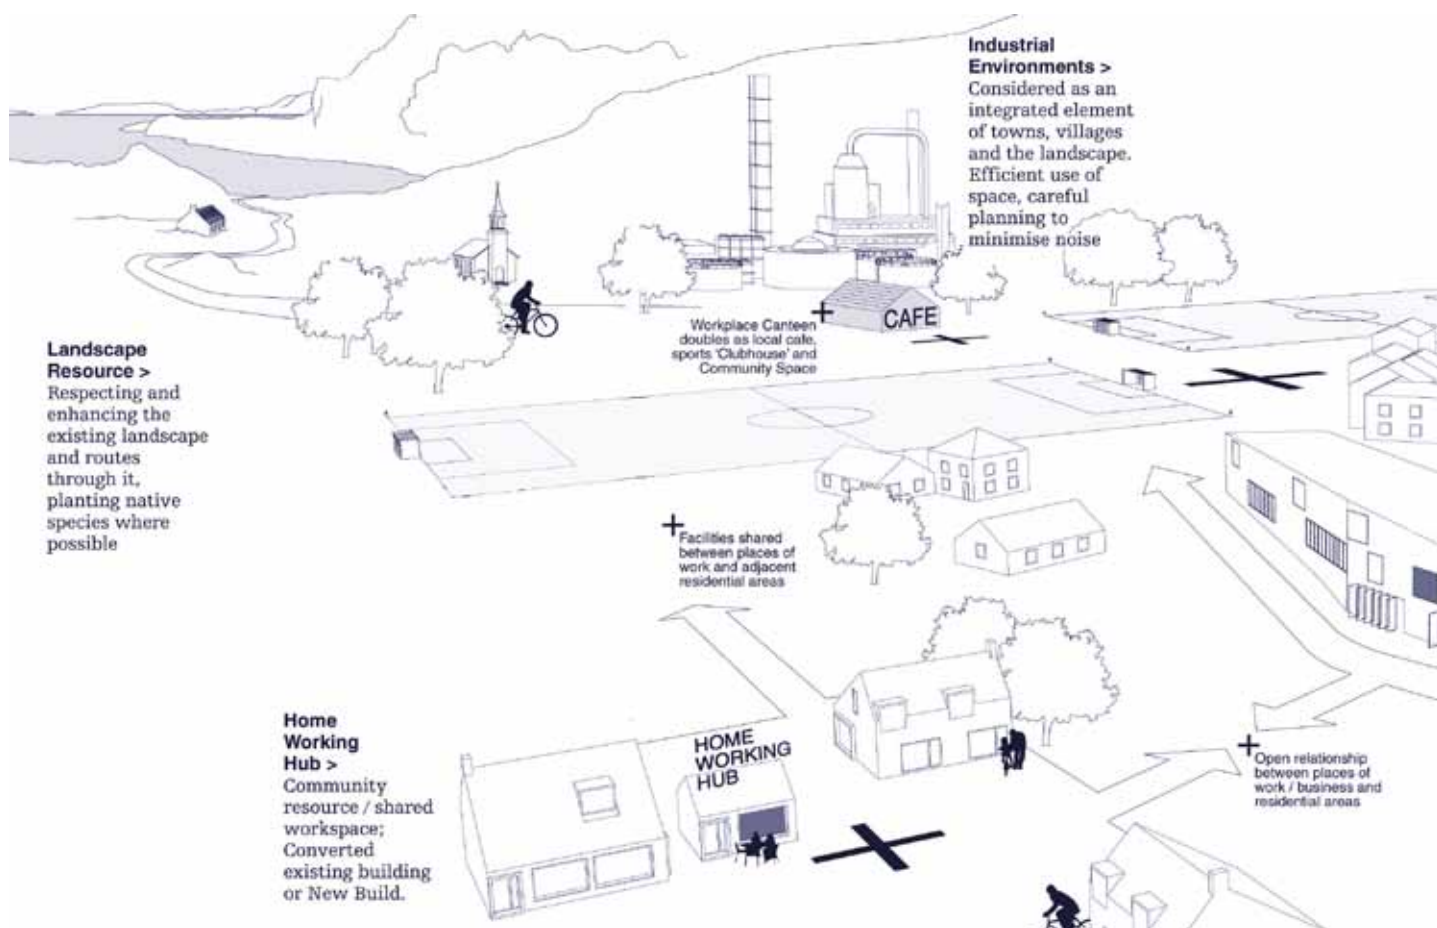 Industrial
Environments >
Considered as an
integrated element
of towns, villages
and the landscape.
Efficient use of
space, careful
planning to
minimise noise
CAFE
Workplace Canteen
doubles as local cafe,
sports 'Clubhouse' and
Community Space
Landscape
Resource >
Respecting and
enhancing the
existing landscape
and routes
through it,
planting native
species where
possible
Facilities shared
between places of
work and adjacent
residential areas
Home
Working
Hub >
Community
resource / shared
workspace;
Converted
existing building
or New Build.
HOME
WORKING
HUB
Open relationship
between places of
work / business and
residential areas